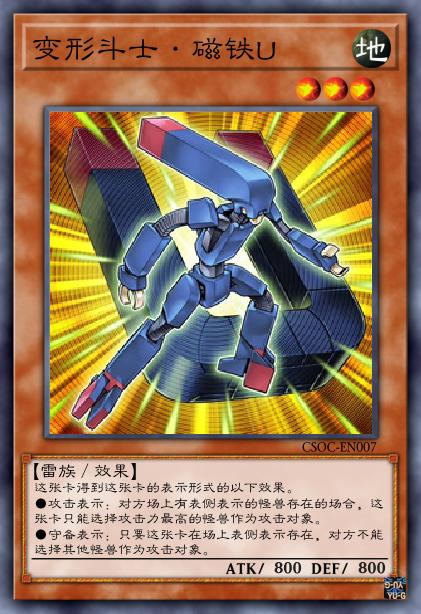 变形斗士·磁铁U
地
CSOC-EN007
【雷族/效果】
这张卡得到这张卡的表示形式的以下效果。
●攻击表示：对方场上有表侧表示的怪兽存在的场合，这
张卡只能选择攻击力最高的怪兽作为攻击对象。
●守备表示：只要这张卡在场上表侧表示存在，对方不能
选择其他怪兽作为攻击对象。
ATK/ 800 DEF/ 800